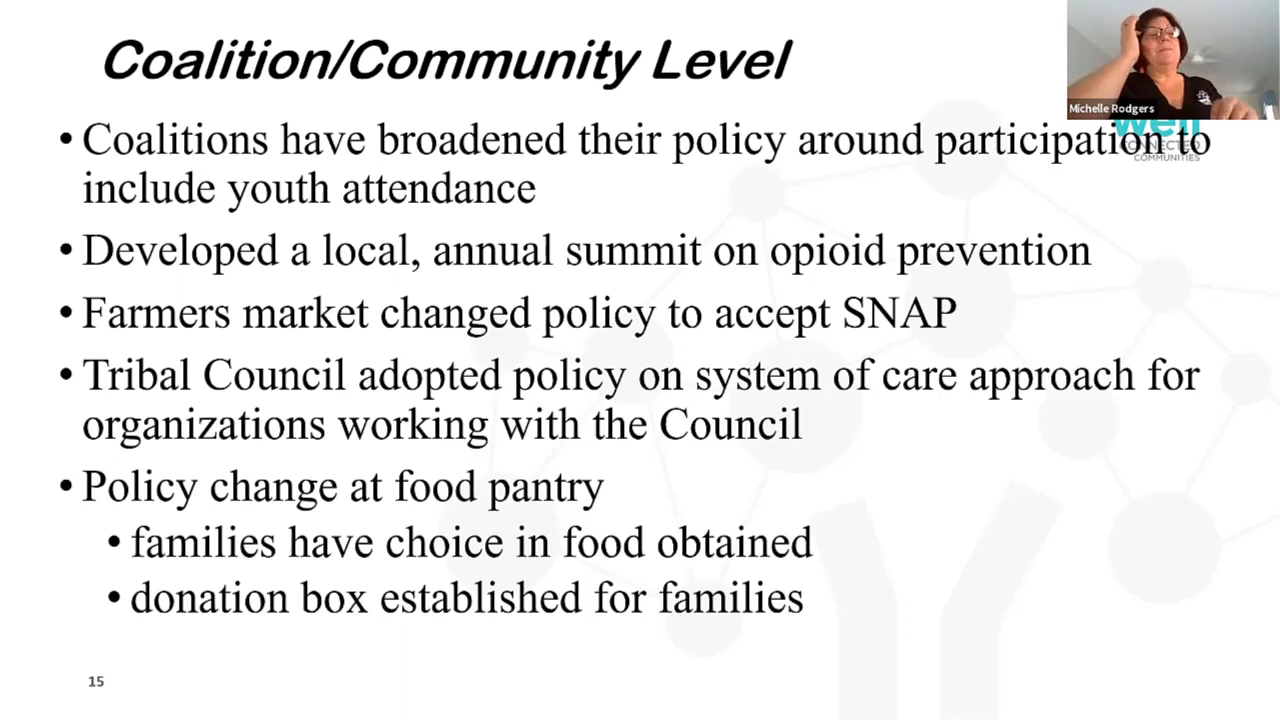 Coalition/Community Level
Michelle Rodgers
• Coalitions have broadened their policy around participation to
well
CONNECTED
COMMUNITIES
include youth attendance
• Developed a local, annual summit on opioid prevention
• Farmers market changed policy to accept SNAP
• Tribal Council adopted policy on system of care approach for
organizations working with the Council
• Policy change at food pantry
• families have choice in food obtained
• donation box established for families
15